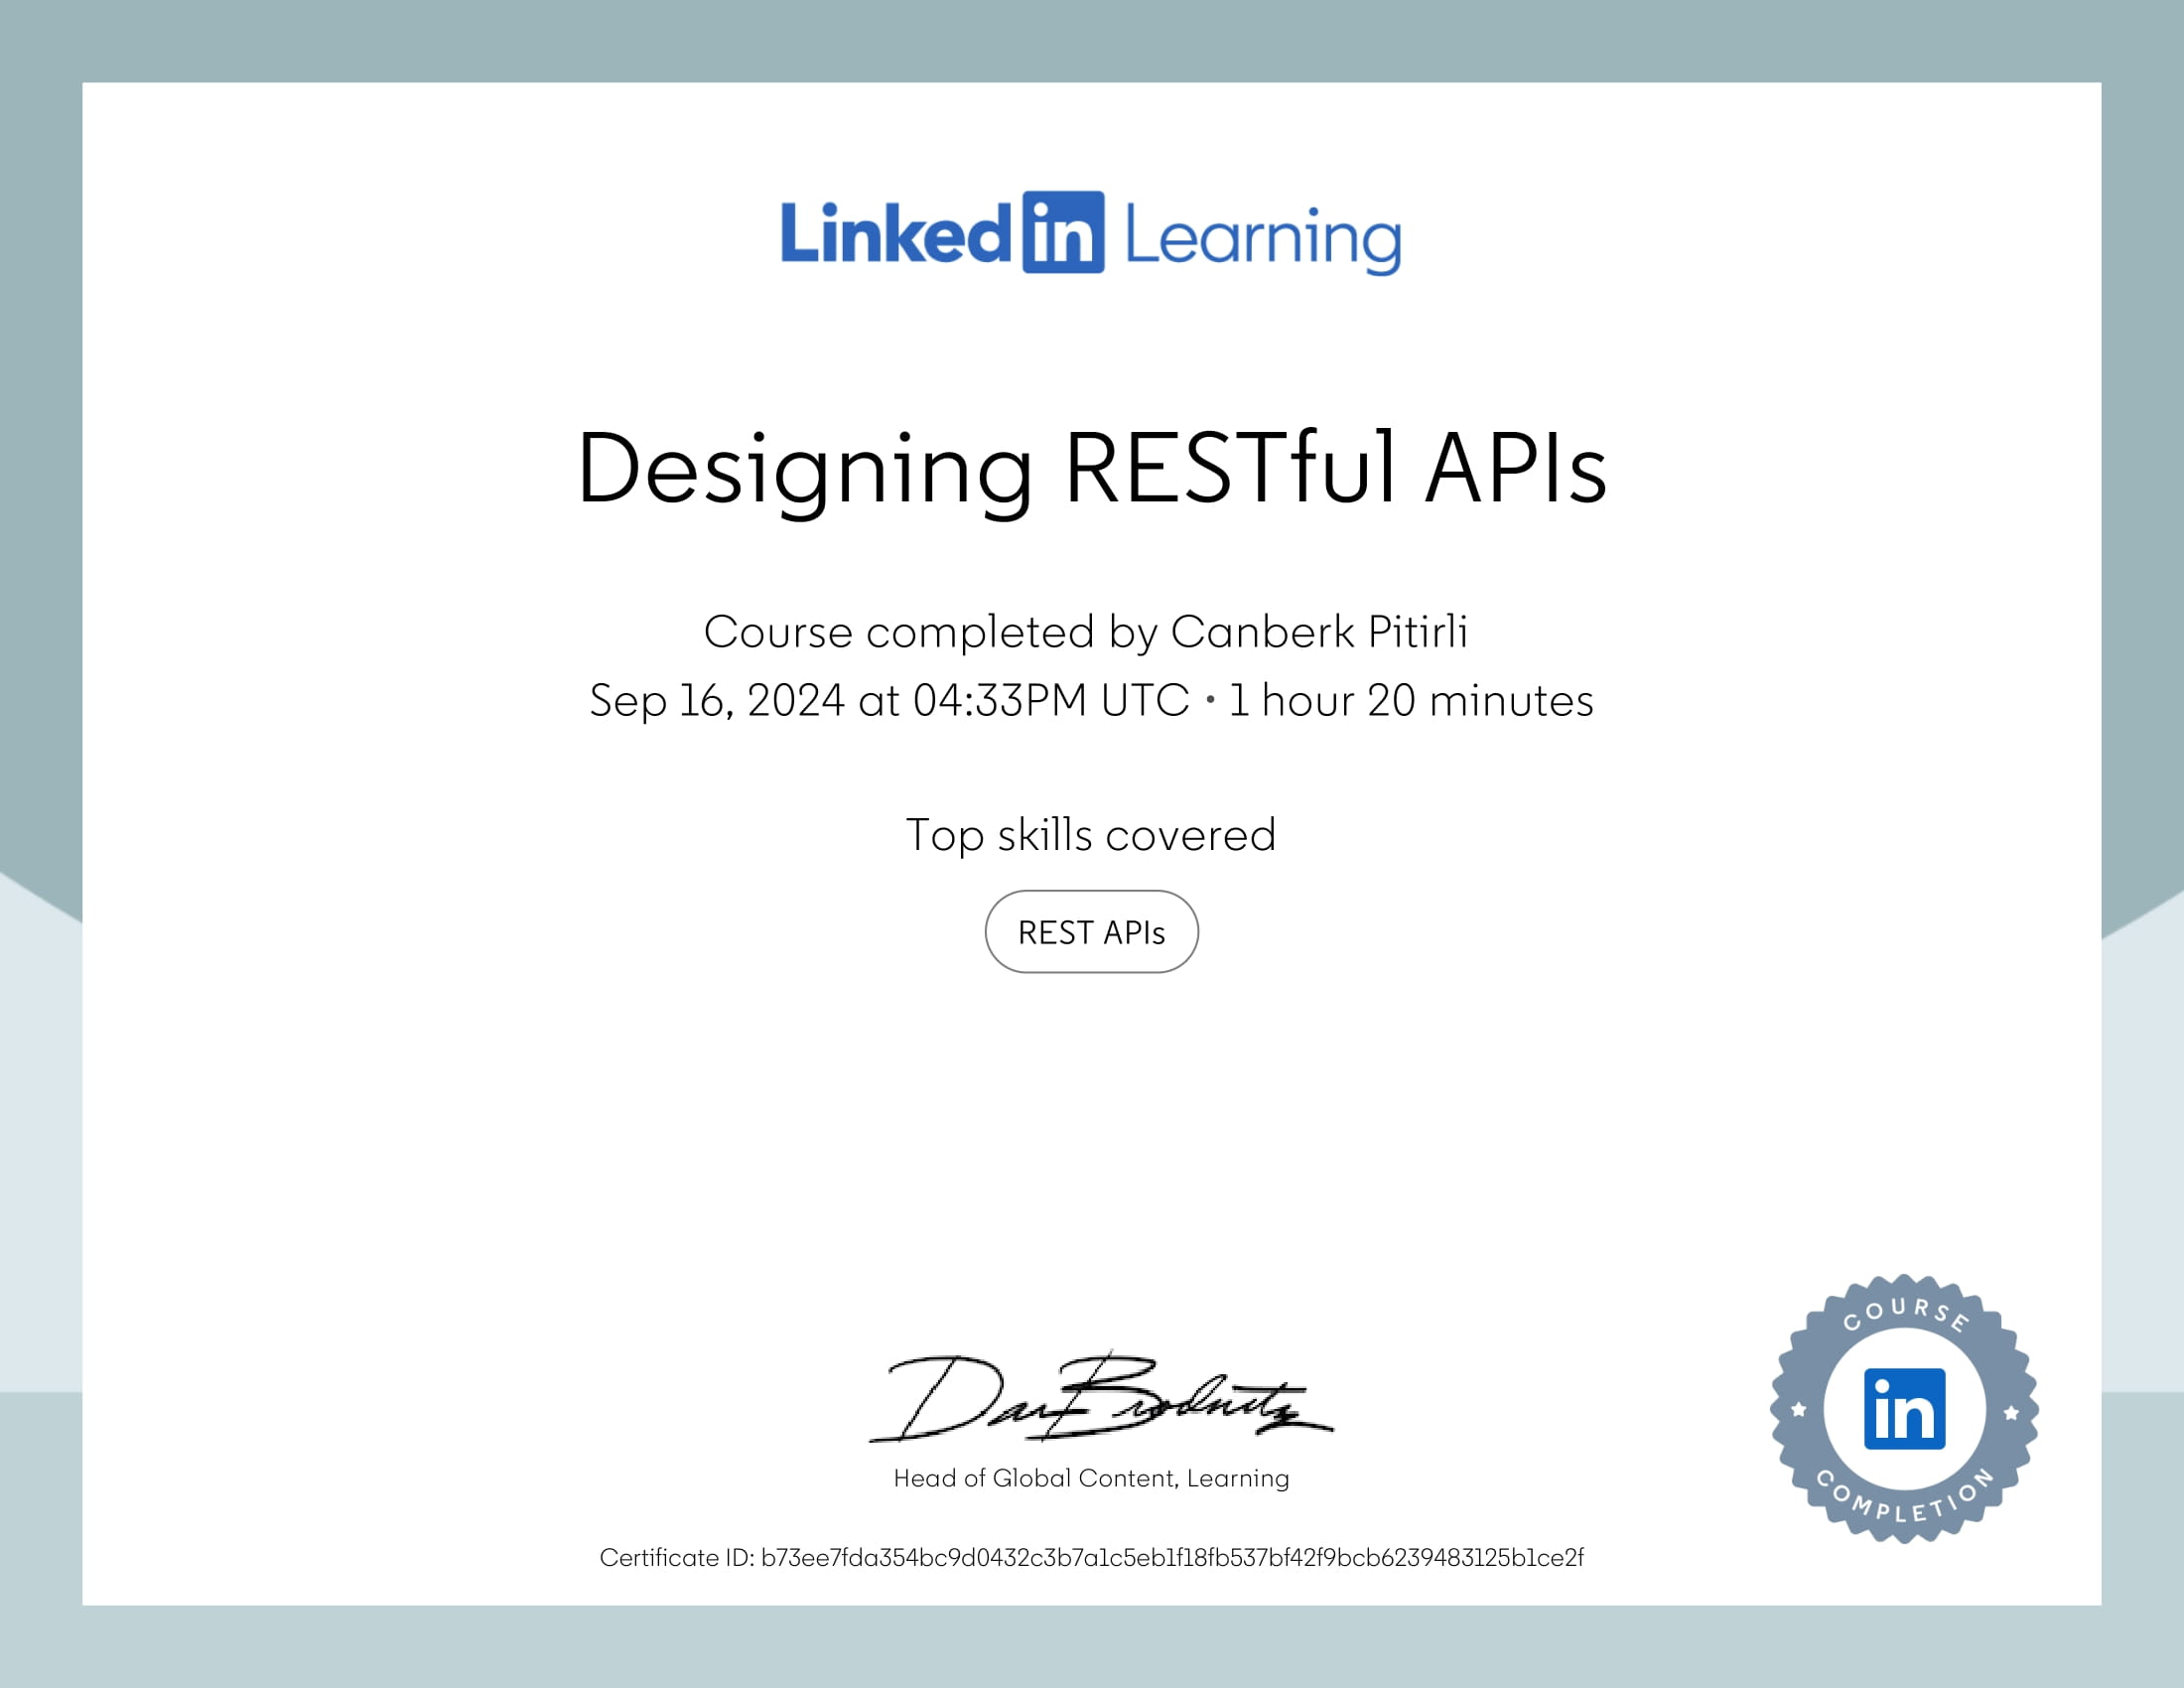 Linked in Learning
Designing RESTful APIs
Course completed by Canberk Pitirli
Sep 16, 2024 at 04:33PM UTC • 1 hour 20 minutes
Top skills covered
REST APIs
Dan Brodnitz
Head of Global Content, Learning
Certificate ID: b73ee7fda354bc9d0432c3b7a1c5eb1f18fb537bf42f9bcb6239483125b1ce2f
COURSE
in
COMPLETION